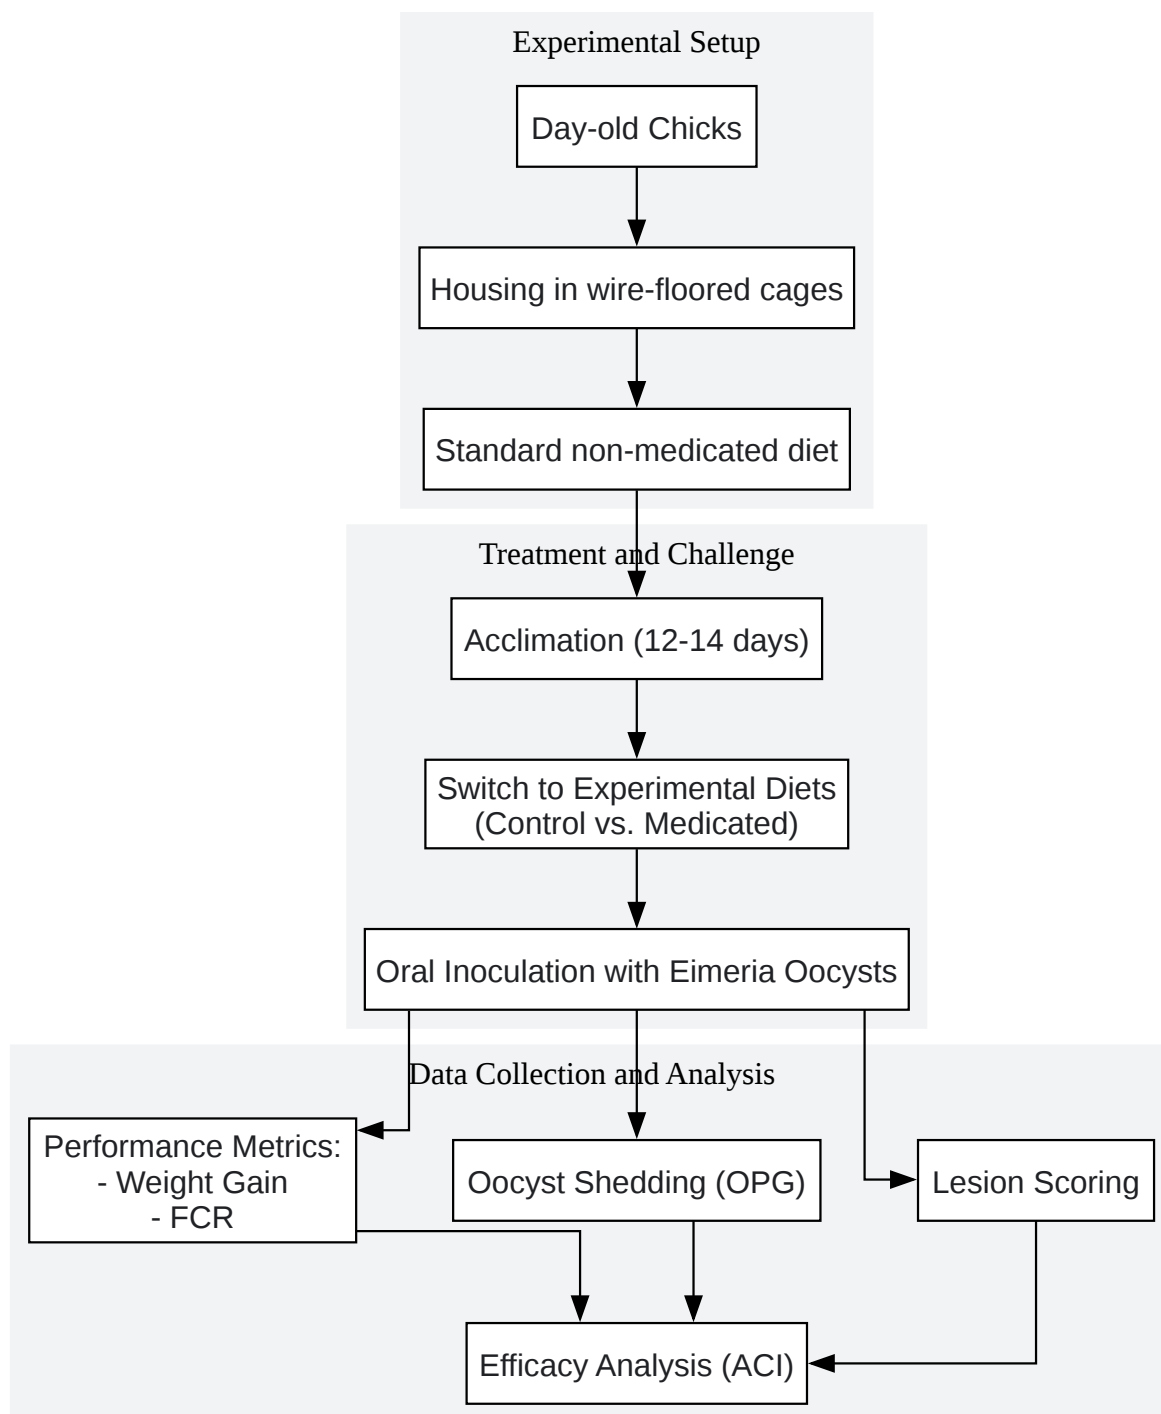 Experimental Setup
Day-old Chicks
Housing in wire-floored cages
Standard non-medicated diet
Treatment and Challenge
Acclimation (12-14 days)
Switch to Experimental Diets
(Control vs. Medicated)
Oral Inoculation with Eimeria Oocysts
Data Collection and Analysis
Performance Metrics:
- Weight Gain
- FCR
Oocyst Shedding (OPG)
Lesion Scoring
Efficacy Analysis (ACI)